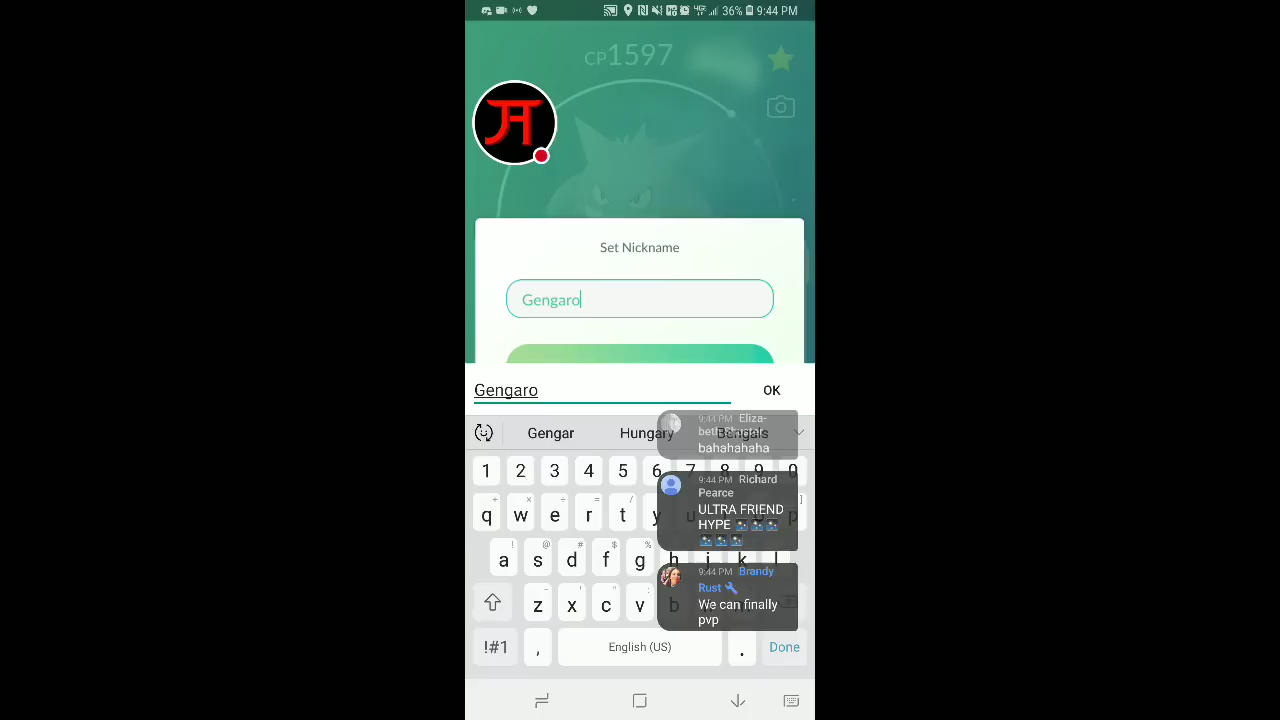 36% 9:44 PM
CP1597
Set Nickname
Gengaro
Gengaro
OK
Gengar Hungary Bengals
9:44 PM Eliza-
beth
bahahahaha
1 2 3 4 5 6 7 8 9 0
9:44 PM Richard
Pearce
ULTRA FRIEND
HYPE
q w e r t y u p
a s d f g h j k l
9:44 PM Brandy
Rust
We can finally
pvp
z x c v b
!#1 , English (US) . Done